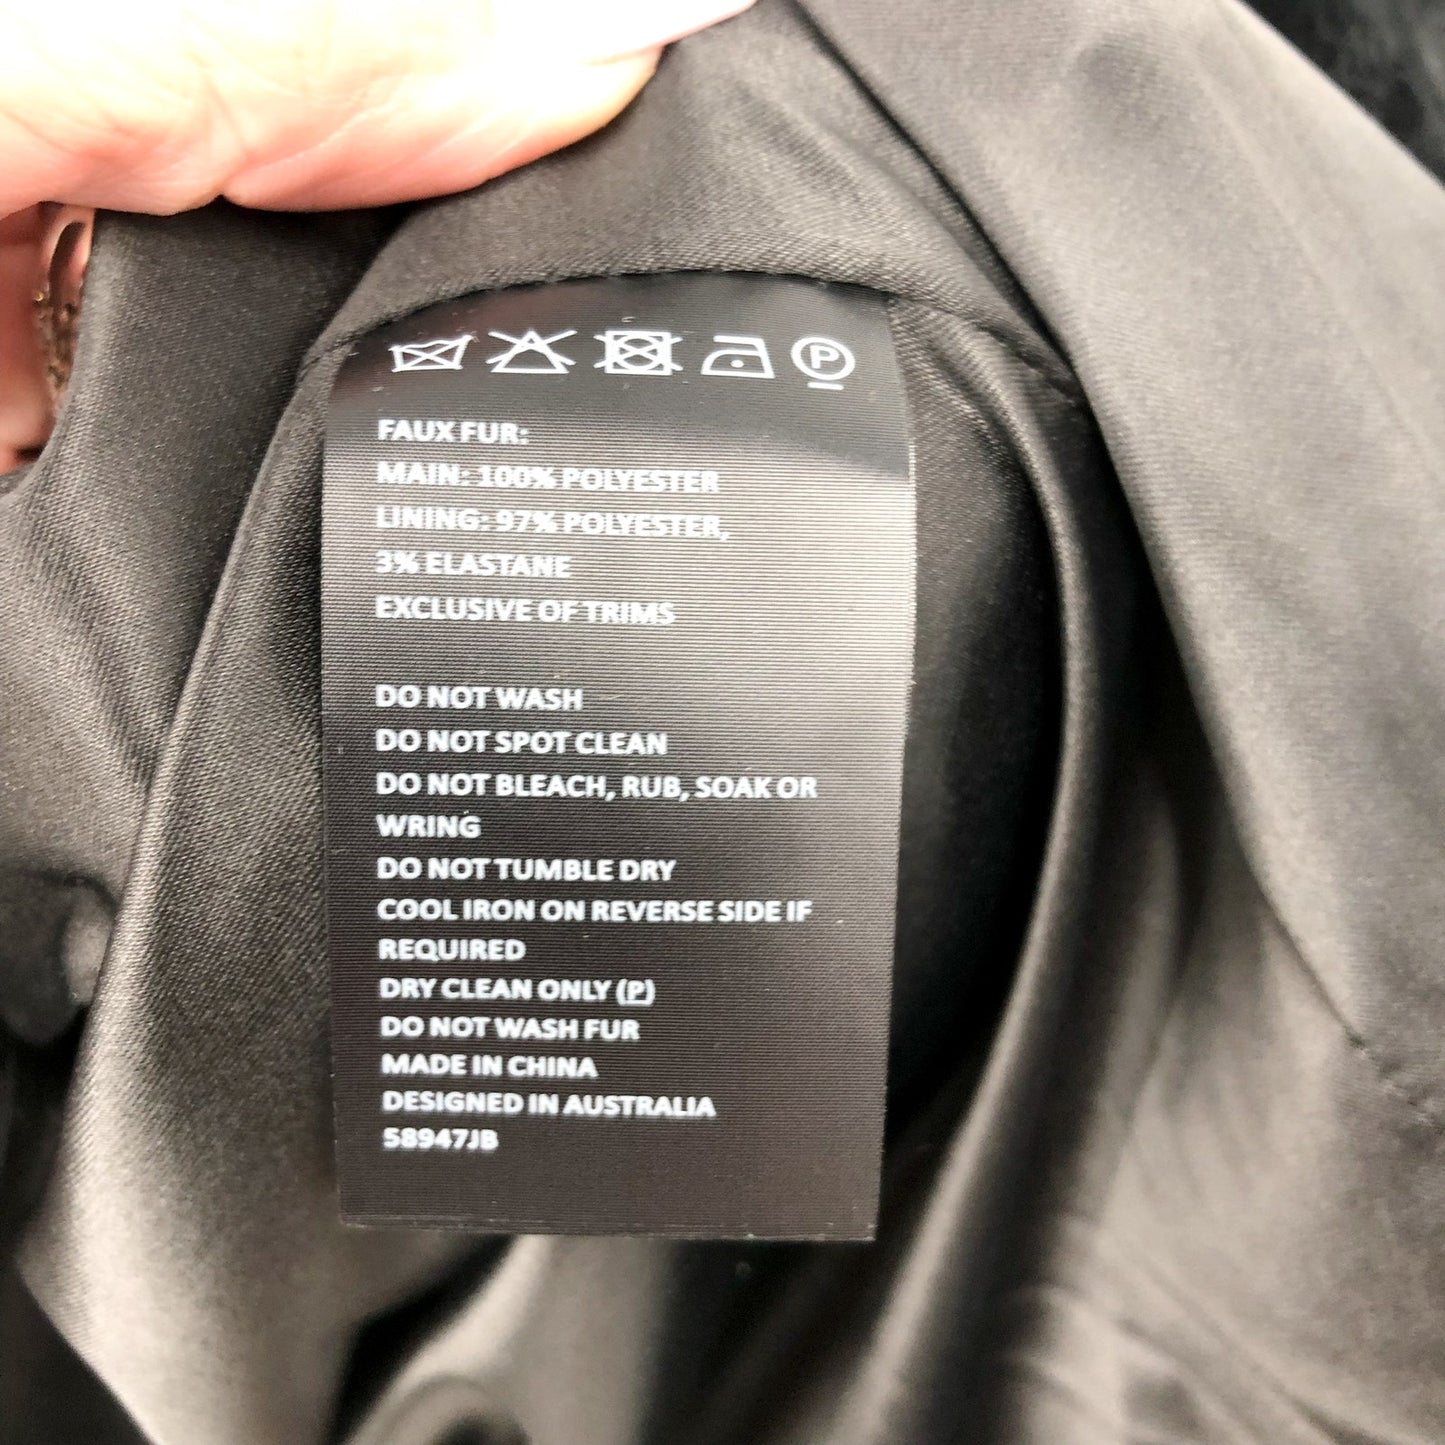 P
FAUX FUR:
MAIN: 100% POLYESTER
LINING: 97% POLYESTER,
3% ELASTANE
EXCLUSIVE OF TRIMS
DO NOT WASH
DO NOT SPOT CLEAN
DO NOT BLEACH, RUB, SOAK OR
WRING
DO NOT TUMBLE DRY
COOL IRON ON REVERSE SIDE IF
REQUIRED
DRY CLEAN ONLY (P)
DO NOT WASH FUR
MADE IN CHINA
DESIGNED IN AUSTRALIA
58947JB